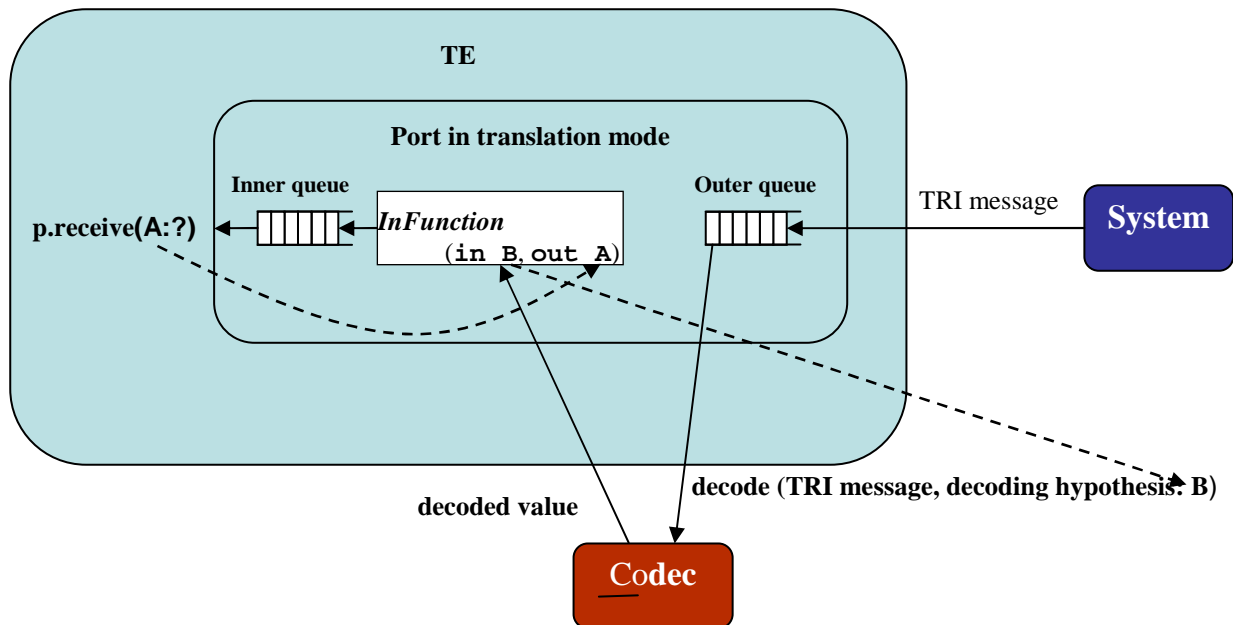 TE
Port in translation mode
Inner queue
Outer queue
TRI message
System
p.receive(A:?)
InFunction
(in B, out A)
decode (TRI message, decoding hypothesis: B)
decoded value
Codec